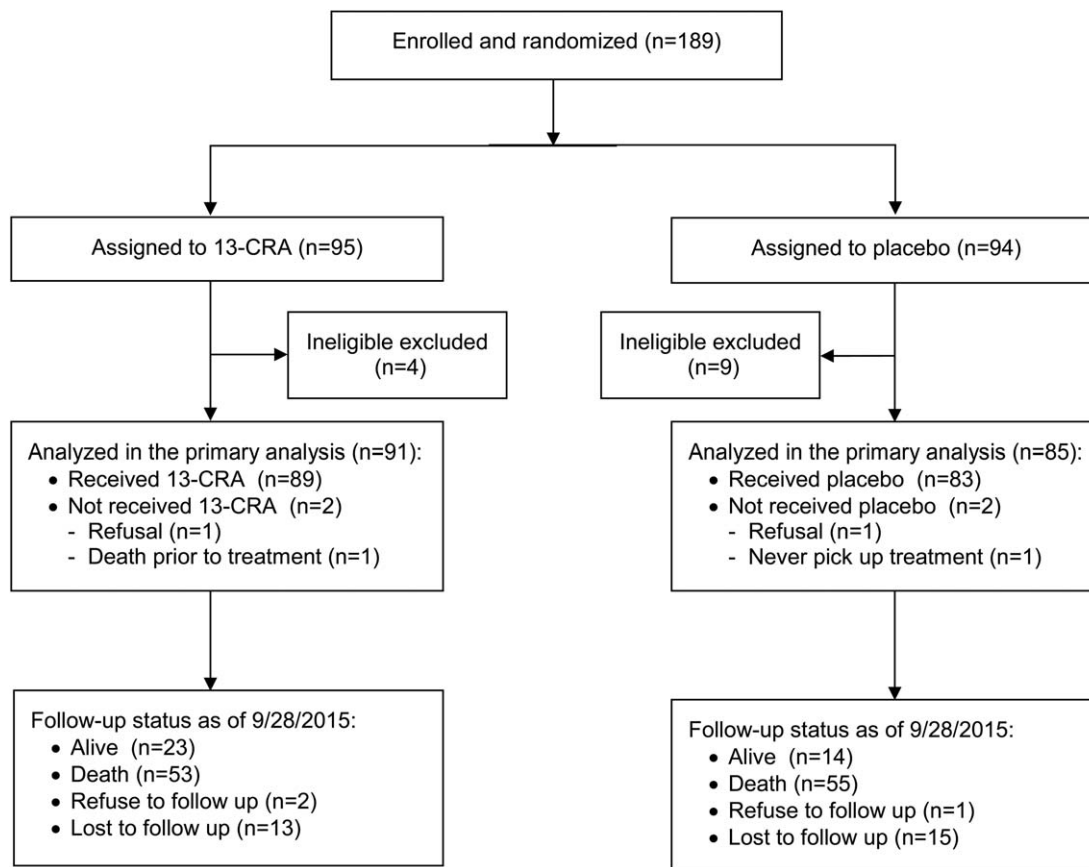 Enrolled and randomized (n=189)
Assigned to 13-CRA (n=95)
Assigned to placebo (n=94)
Ineligible excluded
(n=4)
Ineligible excluded
(n=9)
Analyzed in the primary analysis (n=91):
• Received 13-CRA (n=89)
• Not received 13-CRA (n=2)
- Refusal (n=1)
- Death prior to treatment (n=1)
Analyzed in the primary analysis (n=85):
• Received placebo (n=83)
• Not received placebo (n=2)
- Refusal (n=1)
- Never pick up treatment (n=1)
Follow-up status as of 9/28/2015:
• Alive (n=23)
• Death (n=53)
• Refuse to follow up (n=2)
• Lost to follow up (n=13)
Follow-up status as of 9/28/2015:
• Alive (n=14)
• Death (n=55)
• Refuse to follow up (n=1)
• Lost to follow up (n=15)